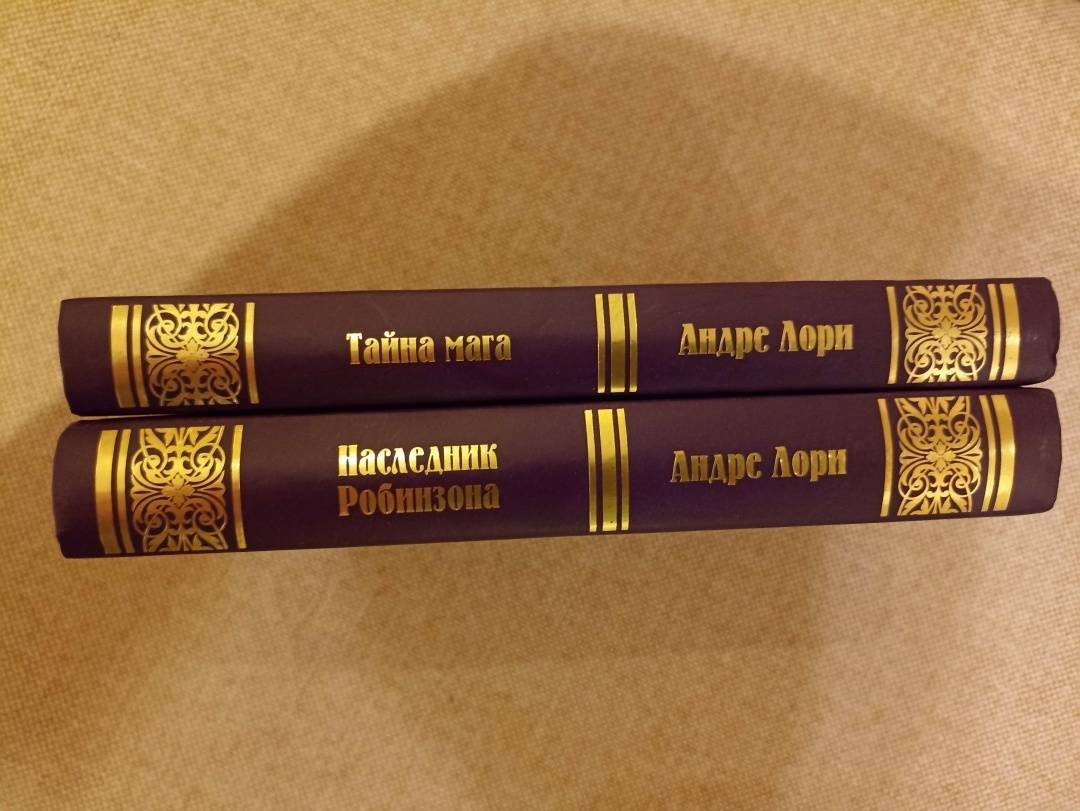 Тайна мага
Андре Лори
Наследник
Робинзона
Андре Лори